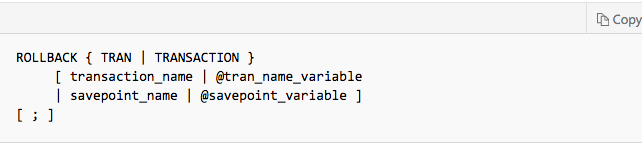 Copy
ROLLBACK { TRAN | TRANSACTION }
     [ transaction_name | @tran_name_variable
     | savepoint_name | @savepoint_variable ]
[ ; ]